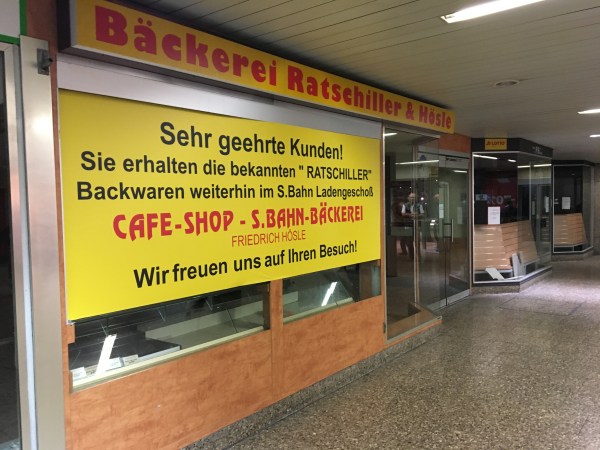 Bäckerei Ratschiller & Hösle
Sehr geehrte Kunden!
Sie erhalten die bekannten " RATSCHILLER"
Backwaren weiterhin im S.Bahn Ladengeschoß
CAFE-SHOP - S.BAHN-BÄCKEREI
FRIEDRICH HÖSLE
Wir freuen uns auf Ihren Besuch!